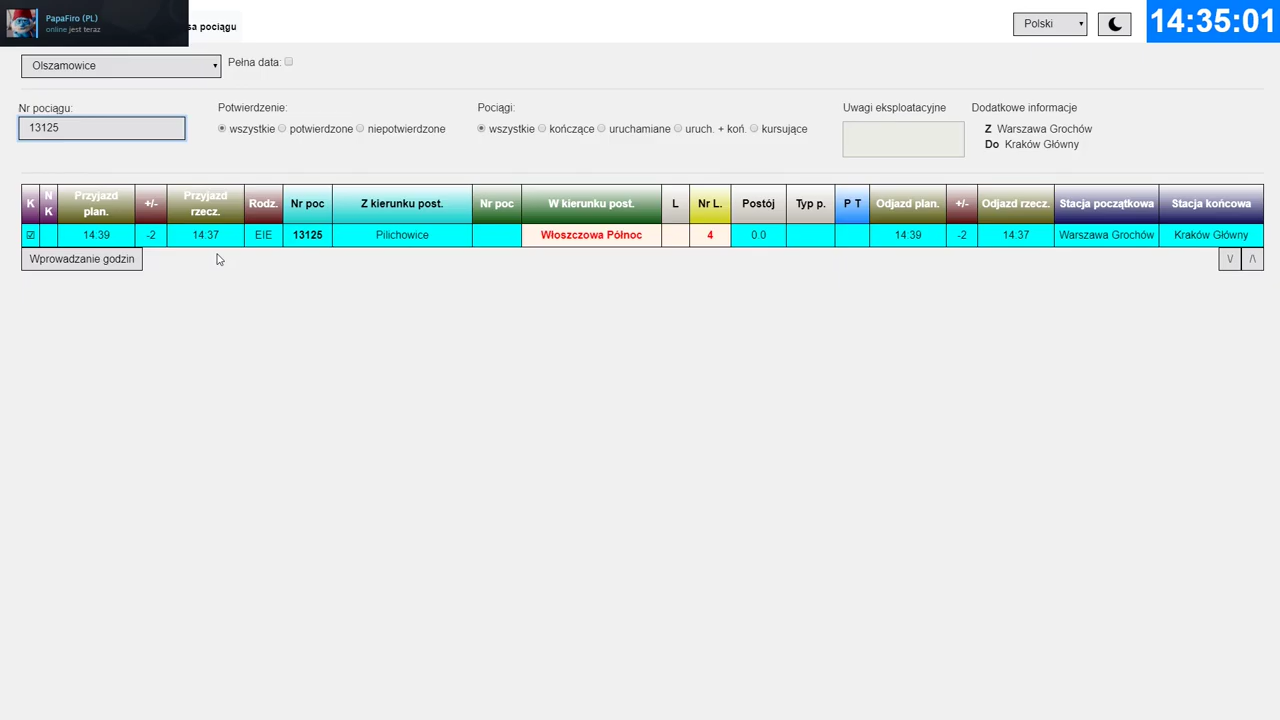 PapaFiro (PL)
online jest teraz
sa pociągu
Polski
14:35:01
Olszamowice
Pełna data:
Nr pociągu:
13125
Potwierdzenie:
wszystkie potwierdzone niepotwierdzone
Pociągi:
wszystkie kończące uruchamiane uruch. + koń. kursujące
Uwagi eksploatacyjne
Dodatkowe informacje
Z Warszawa Grochów
Do Kraków Główny
K N K Przyjazd plan. +/- Przyjazd rzecz. Rodz. Nr poc Z kierunku post. Nr poc W kierunku post. L Nr L. Postój Typ p. P T Odjazd plan. +/- Odjazd rzecz. Stacja początkowa Stacja końcowa
14:39 -2 14:37 EIE 13125 Pilichowice Włoszczowa Północ 4 0.0 14:39 -2 14:37 Warszawa Grochów Kraków Główny
Wprowadzanie godzin
\/ /\